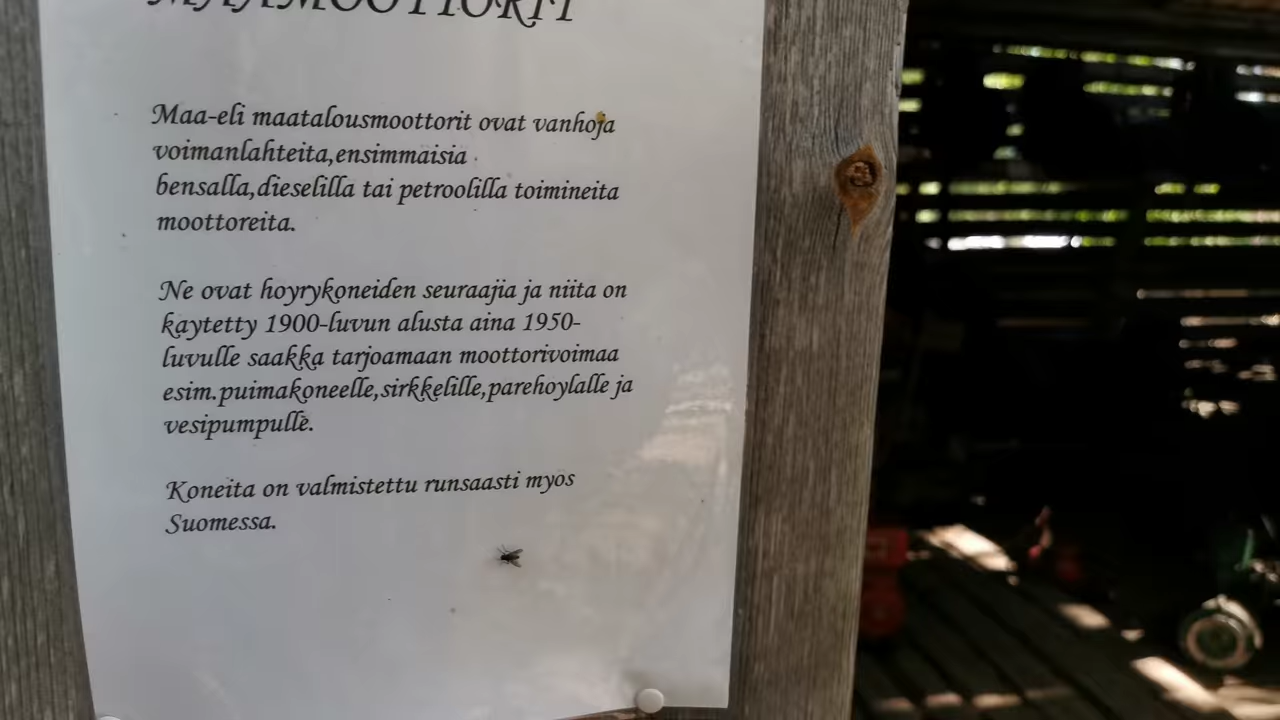 MAAMOOTTORIT
Maa-eli maatalousmoottorit ovat vanhoja
voimanlahteita,ensimmaisia
bensalla,dieselilla tai petroolilla toimineita
moottoreita.
Ne ovat hoyrykoneiden seuraajia ja niita on
kaytetty 1900-luvun alusta aina 1950-
luvulle saakka tarjoamaan moottorivoimaa
esim.puimakoneelle,sirkkelille,parehoylalle ja
vesipumpulle.
Koneita on valmistettu runsaasti myos
Suomessa.